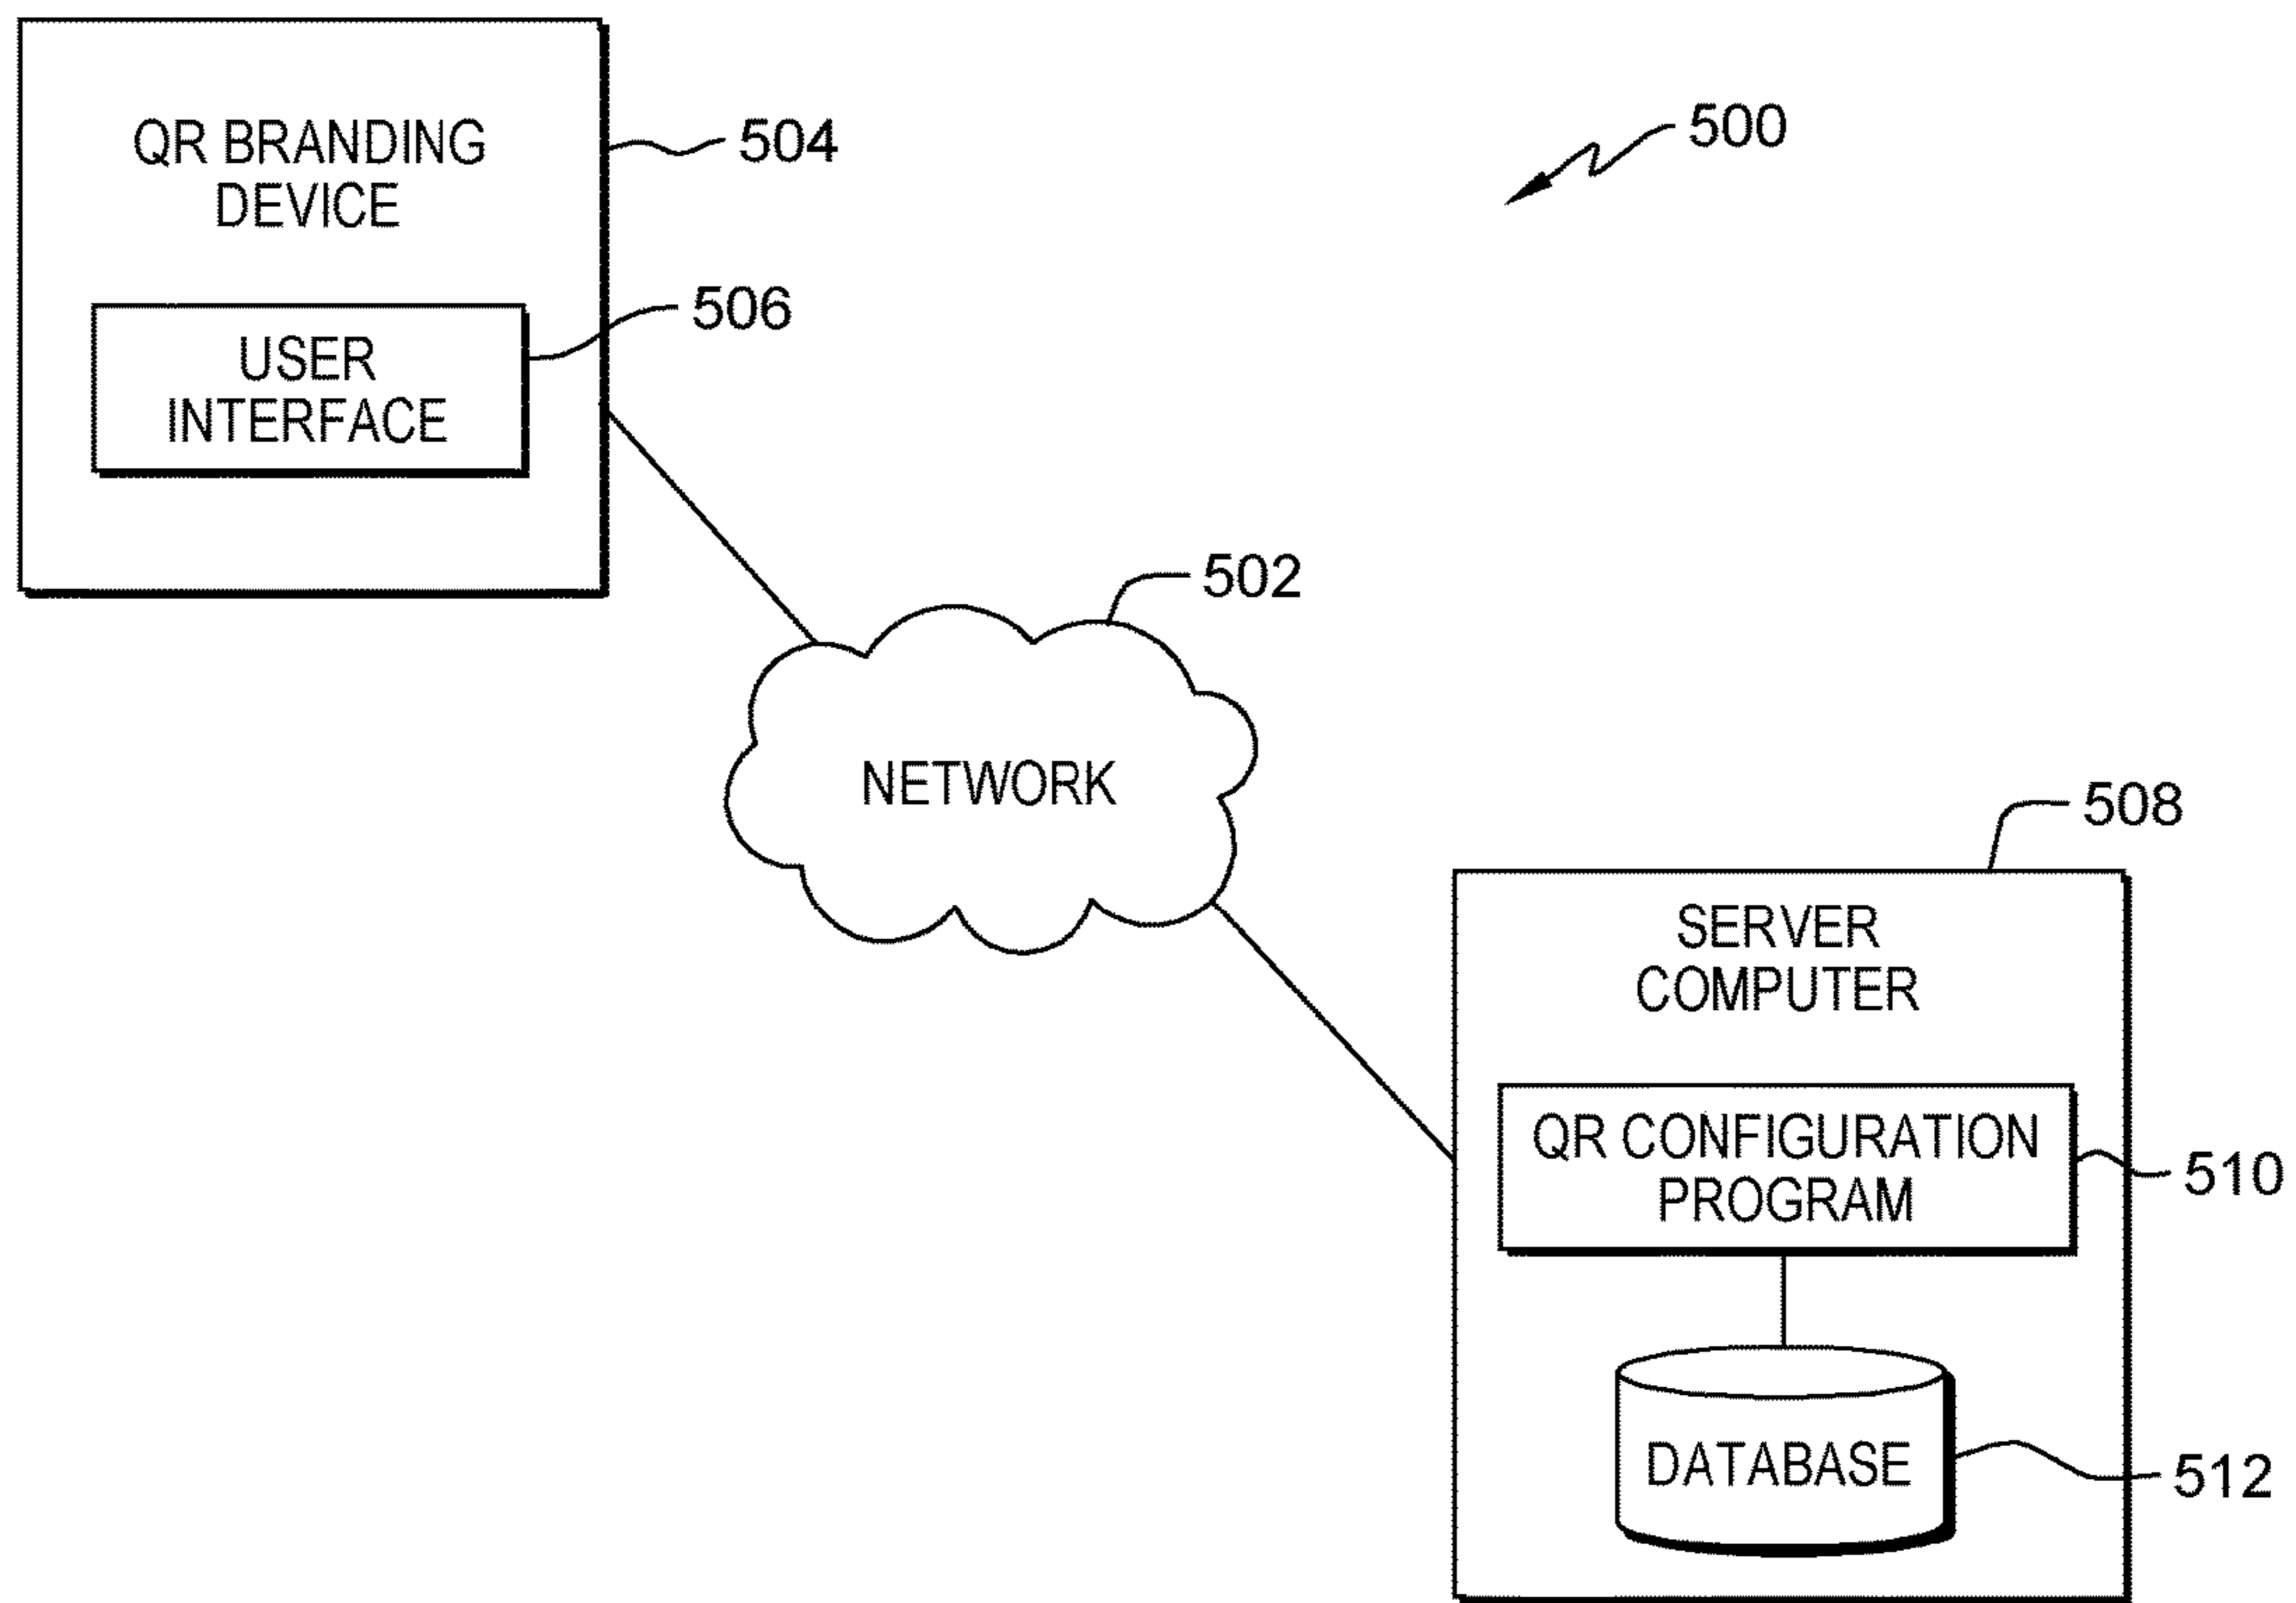 QR BRANDING
DEVICE
504
500
USER
INTERFACE
506
502
NETWORK
508
SERVER
COMPUTER
QR CONFIGURATION
PROGRAM
510
DATABASE
512